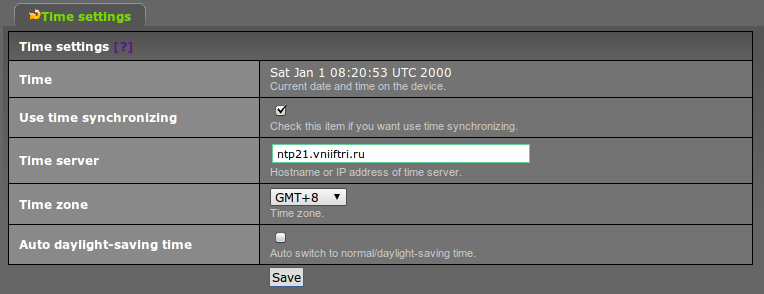 Time settings
Time settings [?]
Time
Sat Jan 1 08:20:53 UTC 2000
Current date and time on the device.
Use time synchronizing
Check this item if you want use time synchronizing.
Time server
ntp21.vniiftri.ru
Hostname or IP address of time server.
Time zone
GMT+8
Time zone.
Auto daylight-saving time
Auto switch to normal/daylight-saving time.
Save